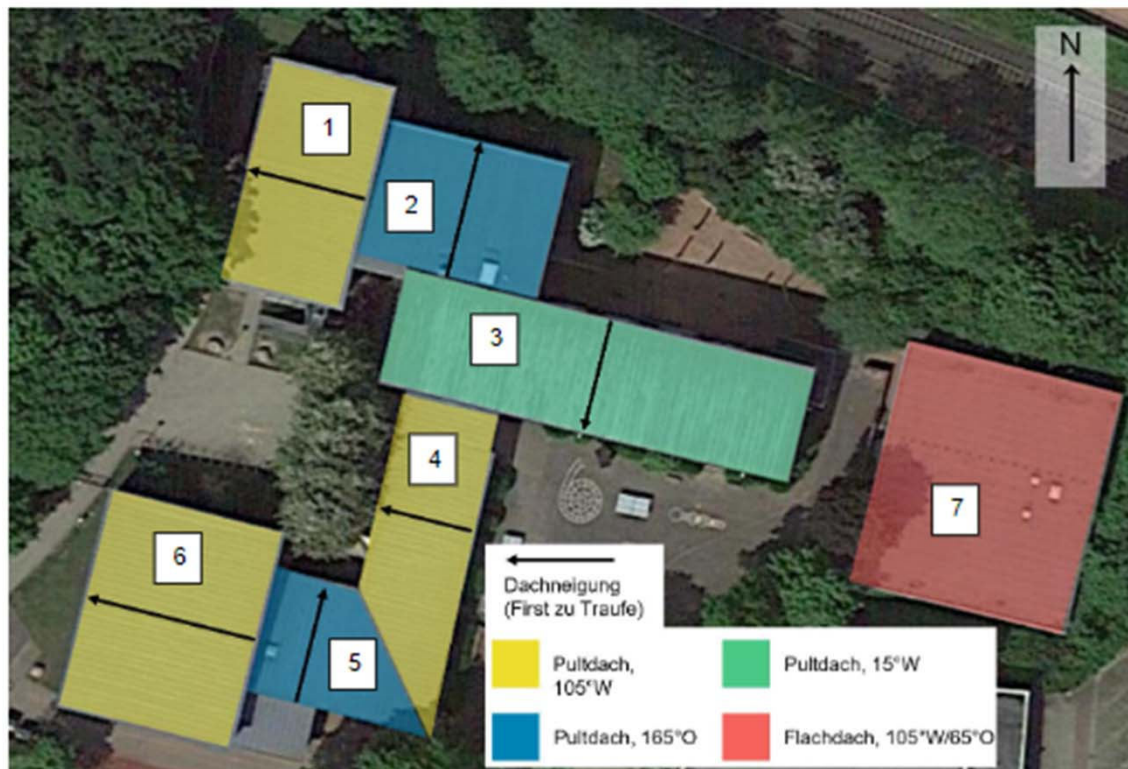 N
1
2
3
4
5
6
7
Dachneigung
(First zu Traufe)
Pultdach,
105°W
Pultdach, 15°W
Pultdach, 165°O
Flachdach, 105°W/65°O